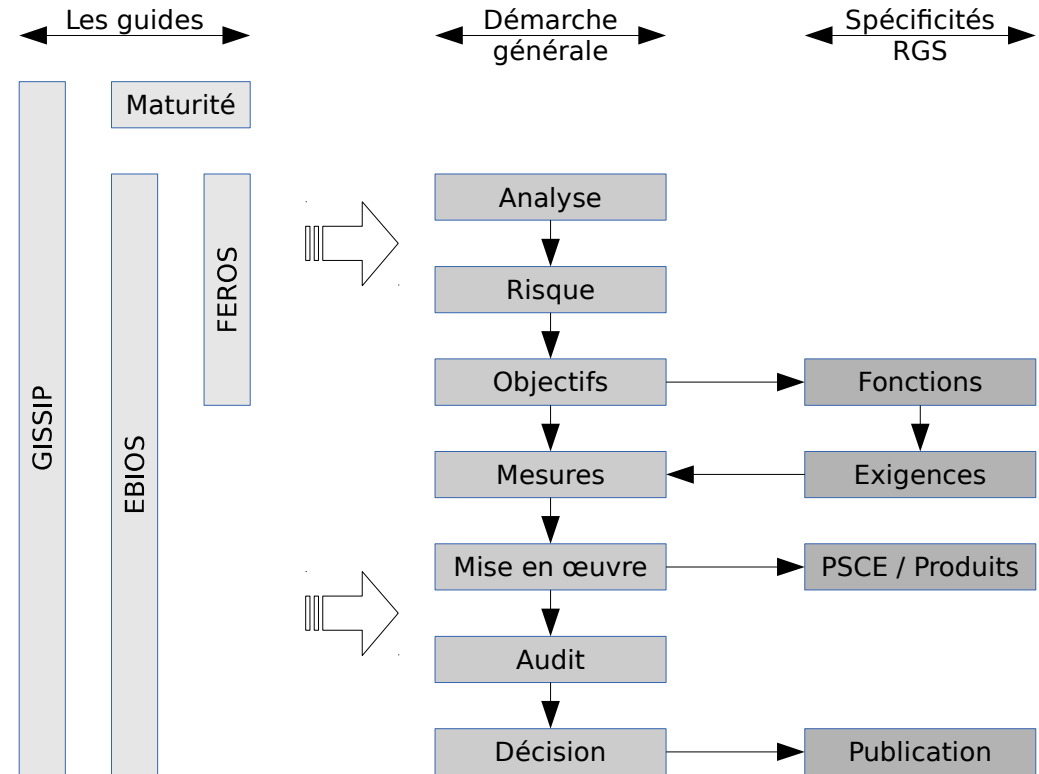 Les guides
Démarche
générale
Spécificités
RGS
Maturité
GISSIP
EBIOS
FEROS
Analyse
Risque
Objectifs
Fonctions
Mesures
Exigences
Mise en œuvre
PSCE / Produits
Audit
Décision
Publication